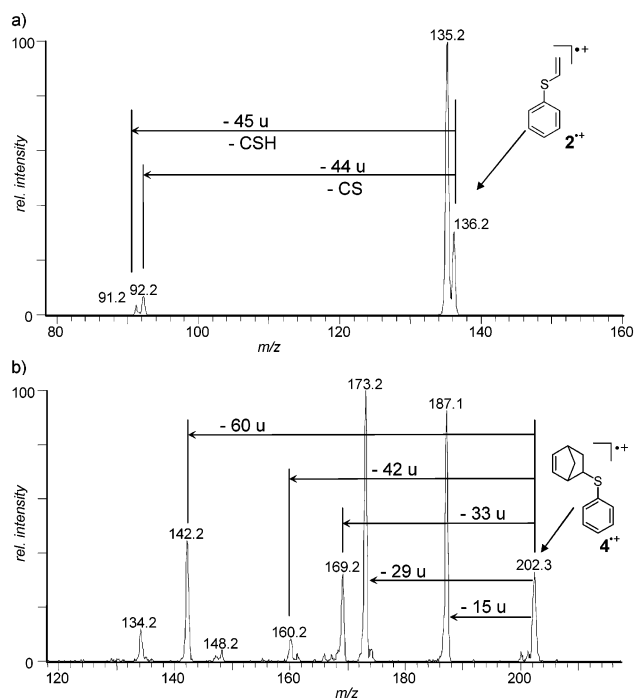 a)
100
135.2
S
2•+
- 45 u
- CSH
- 44 u
- CS
136.2
rel. intensity
91.2
92.2
0
80
100
120
140
160
m/z
b)
100
173.2
187.1
- 60 u
- 42 u
- 33 u
S
4•+
142.2
169.2
- 29 u
202.3
- 15 u
rel. intensity
134.2
148.2
160.2
0
120
140
160
180
200
m/z